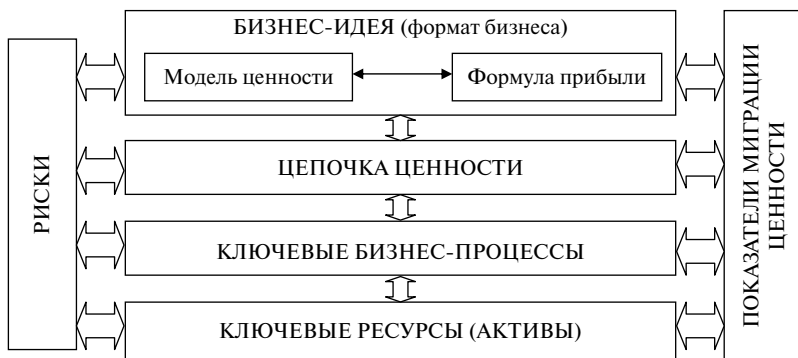 БИЗНЕС-ИДЕЯ (формат бизнеса)
Модель ценности
Формула прибыли
ЦЕПОЧКА ЦЕННОСТИ
КЛЮЧЕВЫЕ БИЗНЕС-ПРОЦЕССЫ
КЛЮЧЕВЫЕ РЕСУРСЫ (АКТИВЫ)
РИСКИ
ПОКАЗАТЕЛИ МИГРАЦИИ
ЦЕННОСТИ